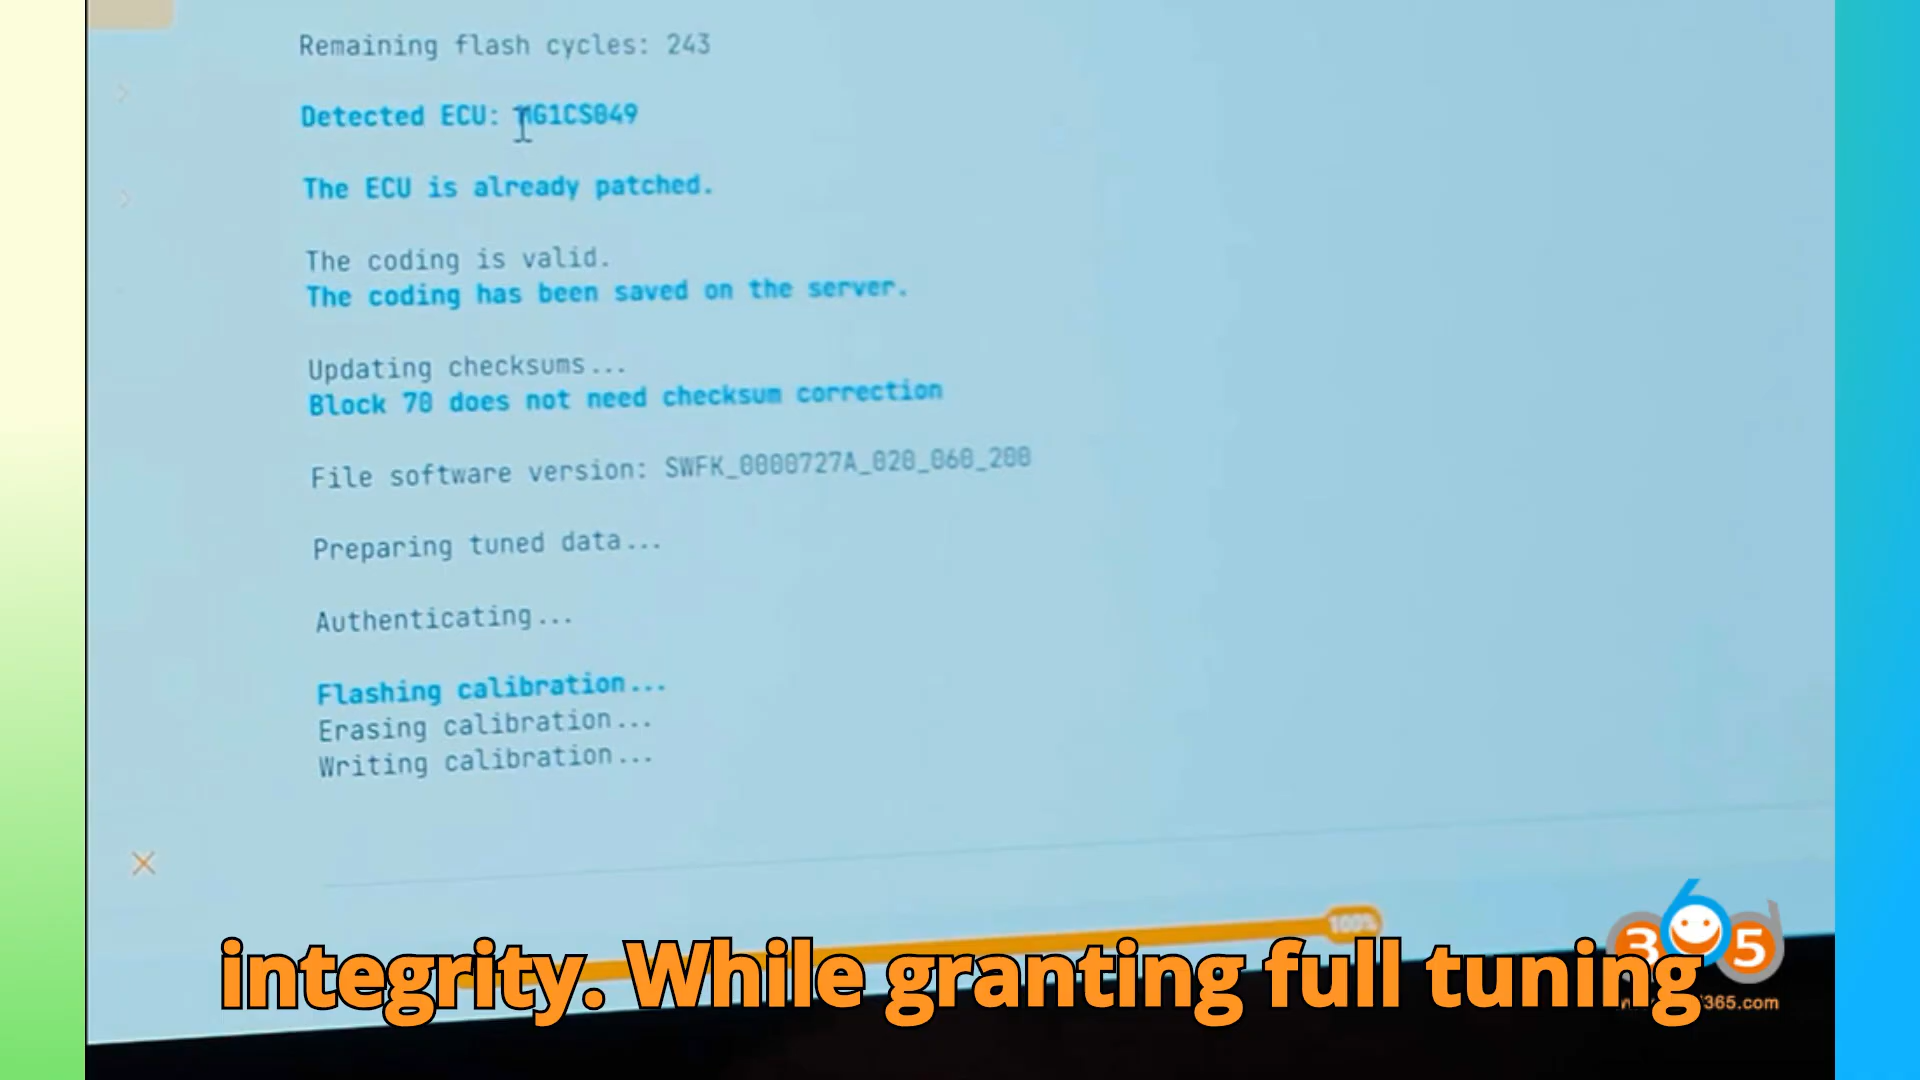 Remaining flash cycles: 243
Detected ECU: MG1CS049
The ECU is already patched.
The coding is valid.
The coding has been saved on the server.
Updating checksums...
Block 70 does not need checksum correction
File software version: SWFK_0000727A_020_060_200
Preparing tuned data...
Authenticating...
Flashing calibration...
Erasing calibration...
Writing calibration...
100%
365
integrity. While granting full tuning
365.com